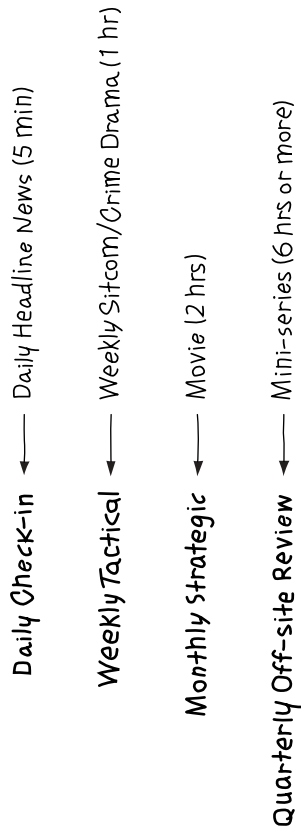 Daily Check-in Daily Headline News (5 min)
Weekly Tactical Weekly Sitcom/Crime Drama (1 hr)
Monthly Strategic Movie (2 hrs)
Quarterly Off-site Review Mini-series (6 hrs or more)